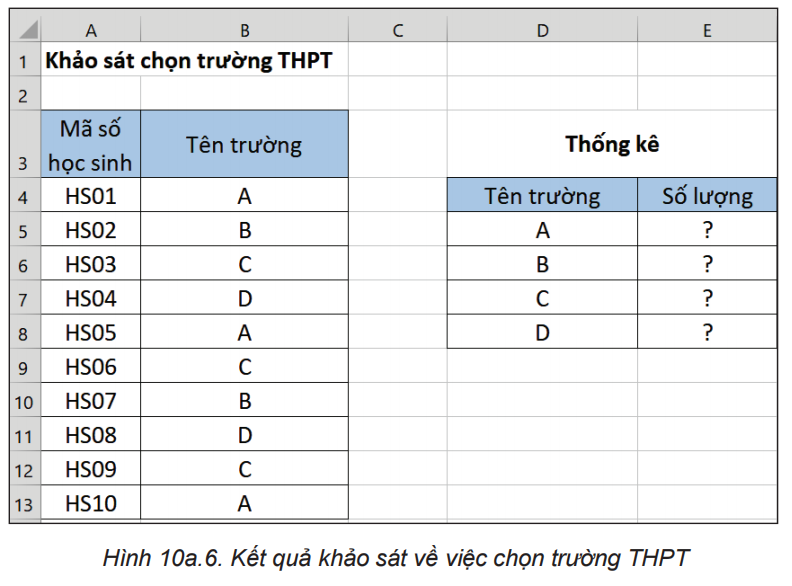 A B C D E
1 Khảo sát chọn trường THPT
2
3 Mã số học sinh Tên trường Thống kê
4 HS01 A Tên trường Số lượng
5 HS02 B A ?
6 HS03 C B ?
7 HS04 D C ?
8 HS05 A D ?
9 HS06 C
10 HS07 B
11 HS08 D
12 HS09 C
13 HS10 A
Hình 10a.6. Kết quả khảo sát về việc chọn trường THPT